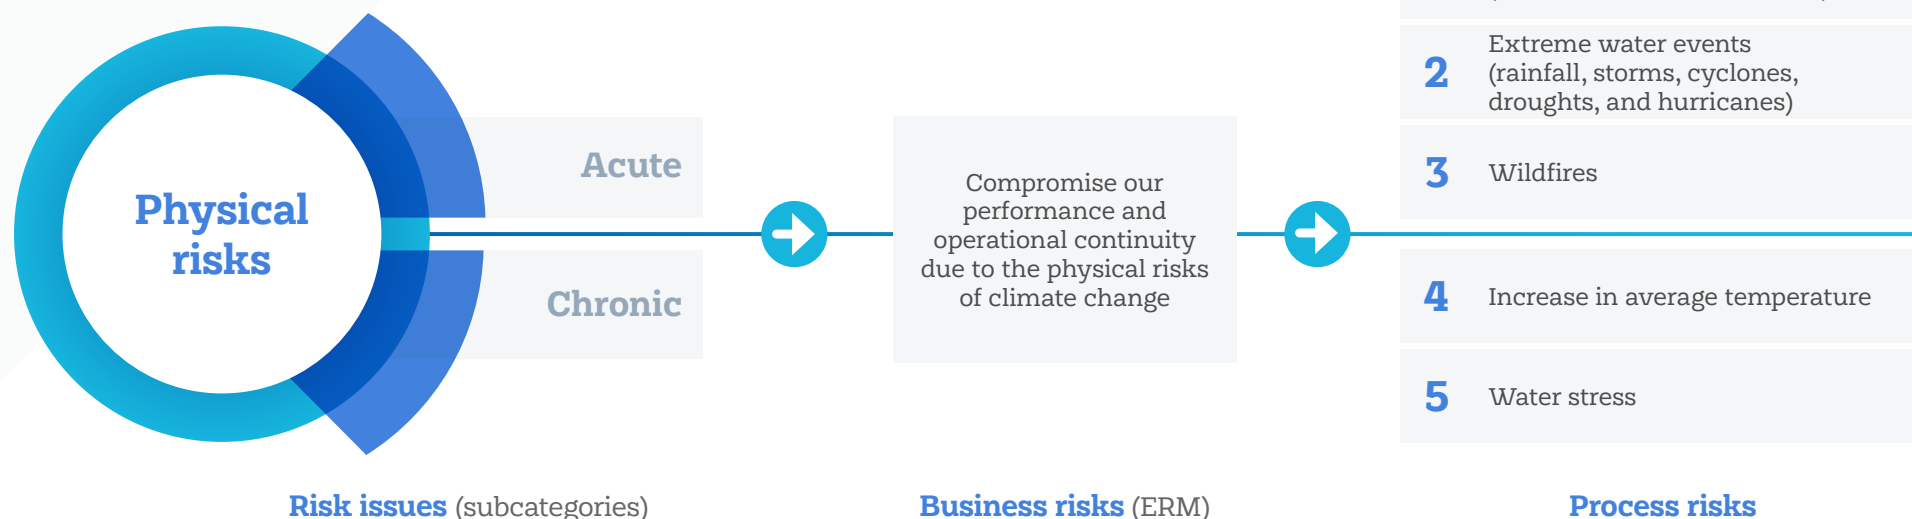 Physical
risks
Acute
Chronic
Compromise our
performance and
operational continuity
due to the physical risks
of climate change
2
Extreme water events
(rainfall, storms, cyclones,
droughts, and hurricanes)
3
Wildfires
4
Increase in average temperature
5
Water stress
Risk issues (subcategories)
Business risks (ERM)
Process risks